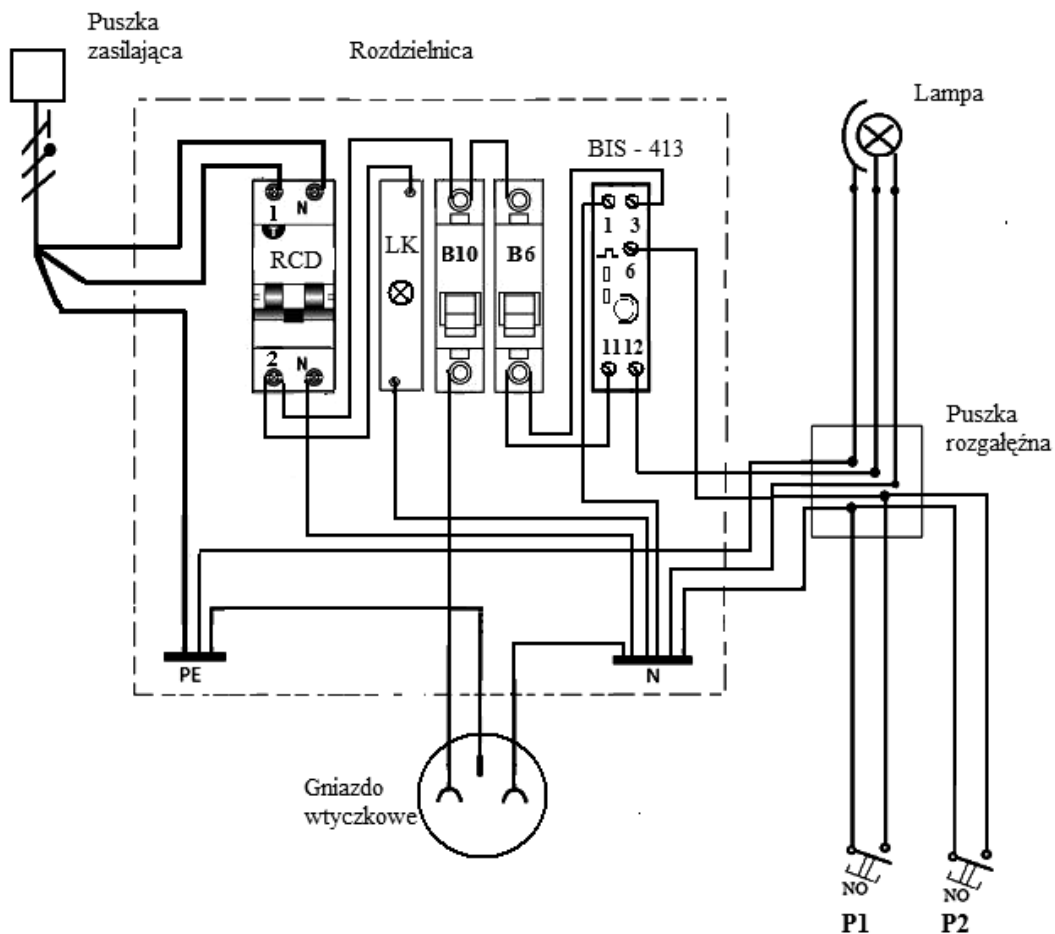 Puszka
zasilająca
Rozdzielnica
Lampa
BIS - 413
1 N
RCD
2 N
LK
B10
B6
1 3
6
11 12
Puszka
rozgałęźna
PE
N
Gniazdo
wtyczkowe
NO
P1
NO
P2